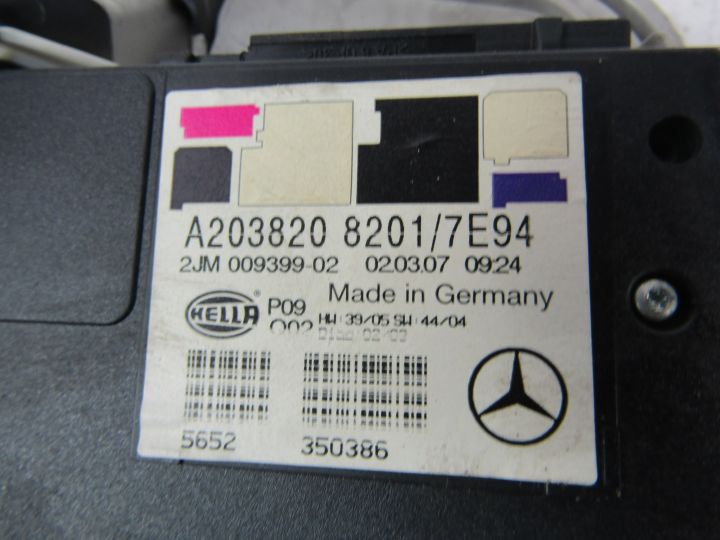 A203820 8201/7E94
2JM 009399-02 02.03.07 09:24
Made in Germany
HELLA P09
Q02 HW:39/05 SW:44/04
5652 350386